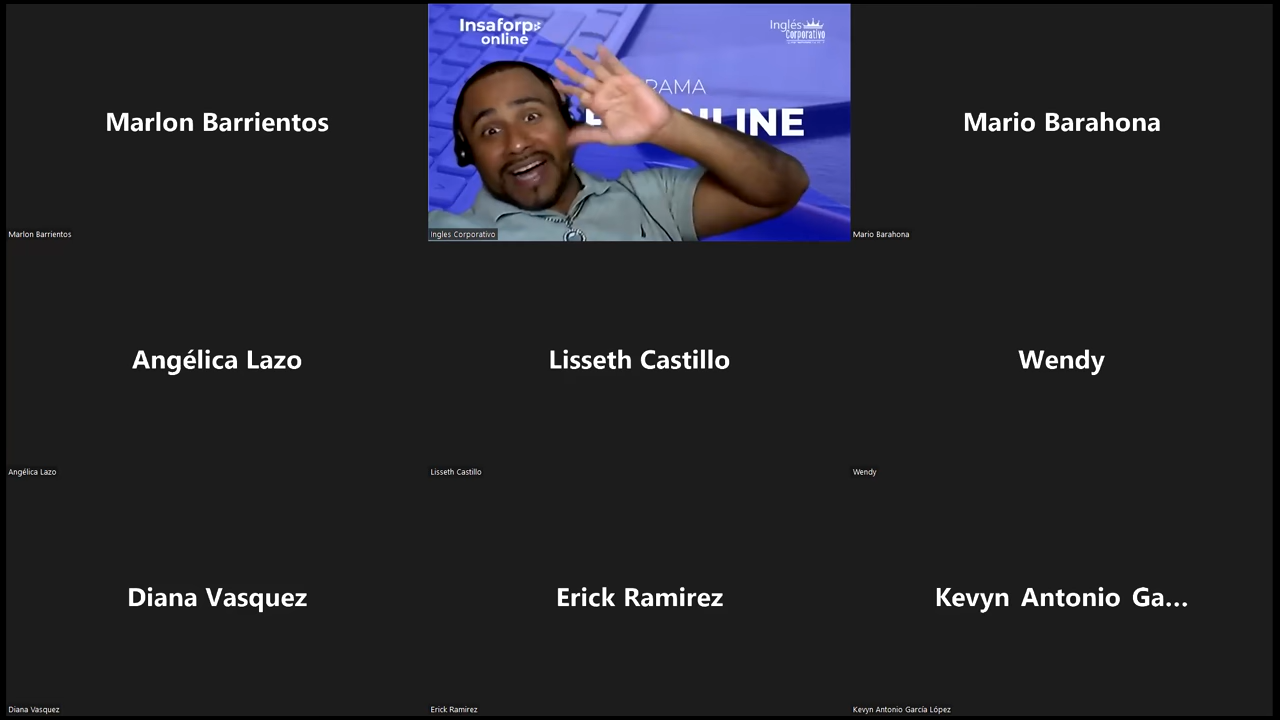 Marlon Barrientos
Marlon Barrientos
Insaforp
online
Inglés
Corporativo
RAMA
NLINE
Ingles Corporativo
Mario Barahona
Mario Barahona
Angélica Lazo
Angélica Lazo
Lisseth Castillo
Lisseth Castillo
Wendy
Wendy
Diana Vasquez
Diana Vasquez
Erick Ramirez
Erick Ramirez
Kevyn Antonio Ga...
Kevyn Antonio García López